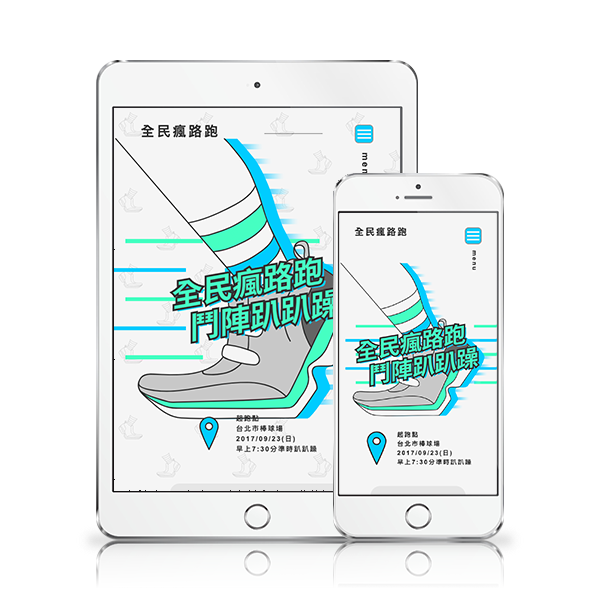 全民瘋路跑
menu
全民瘋路跑
鬥陣趴趴躁
起跑點
台北市棒球場
2017/09/23(日)
早上7:30分準時趴趴躁
全民瘋路跑
menu
全民瘋路跑
鬥陣趴趴躁
起跑點
台北市棒球場
2017/09/23(日)
早上7:30分準時趴趴躁